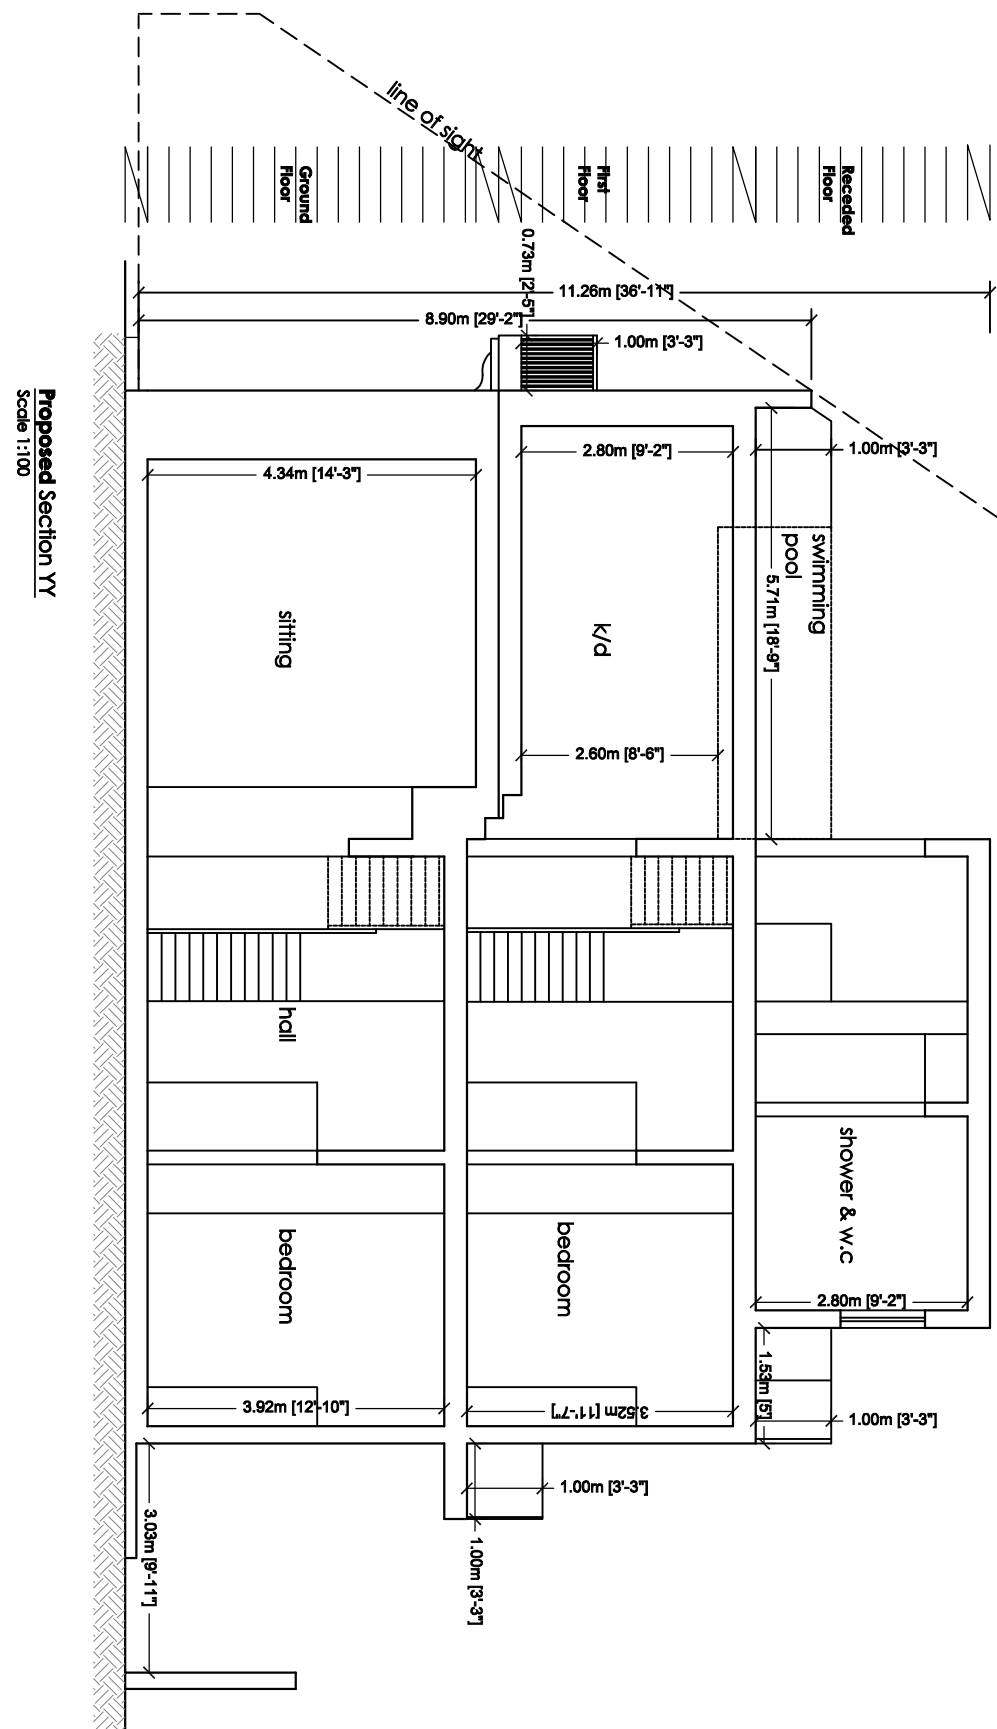 line of sight
Receded
Floor
First
Floor
Ground
Floor
11.26m [36'-11"]
8.90m [29'-2"]
0.73m [2'-5"]
1.00m [3'-3"]
1.00m [3'-3"]
2.80m [9'-2"]
4.34m [14'-3"]
swimming
pool
5.71m [18'-9"]
k/d
sitting
2.60m [8'-6"]
hall
shower & w.c
bedroom
bedroom
2.80m [9'-2"]
1.53m [5']
1.00m [3'-3"]
3.92m [12'-10"]
3.52m [11'-7"]
1.00m [3'-3"]
1.00m [3'-3"]
3.03m [9'-11"]
Proposed Section YY
Scale 1:100